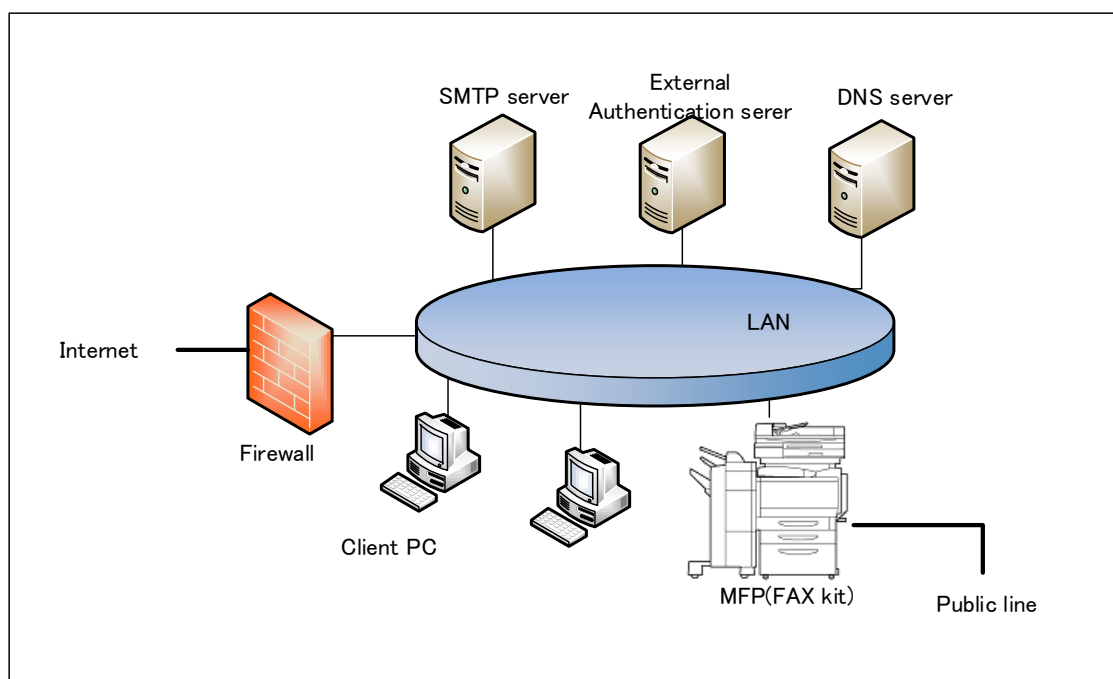 SMTP server
External
Authentication serer
DNS server
LAN
Internet
Firewall
Client PC
MFP(FAX kit)
Public line